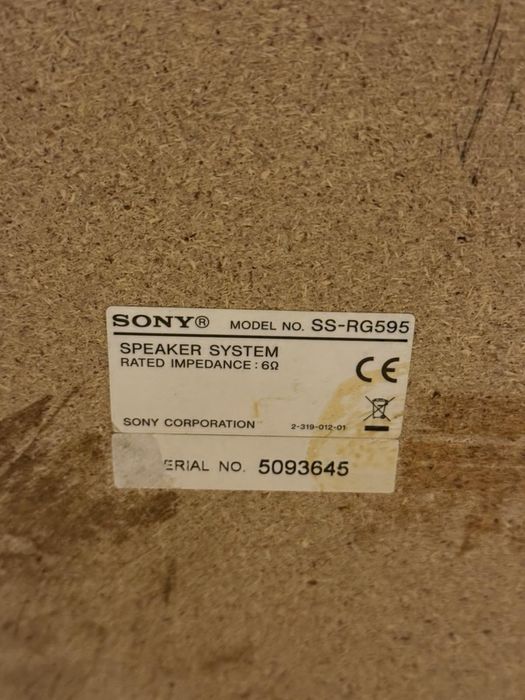 SONY® MODEL NO. SS-RG595
SPEAKER SYSTEM
RATED IMPEDANCE : 6Ω
CE
SONY CORPORATION 2-319-012-01
ERIAL NO. 5093645